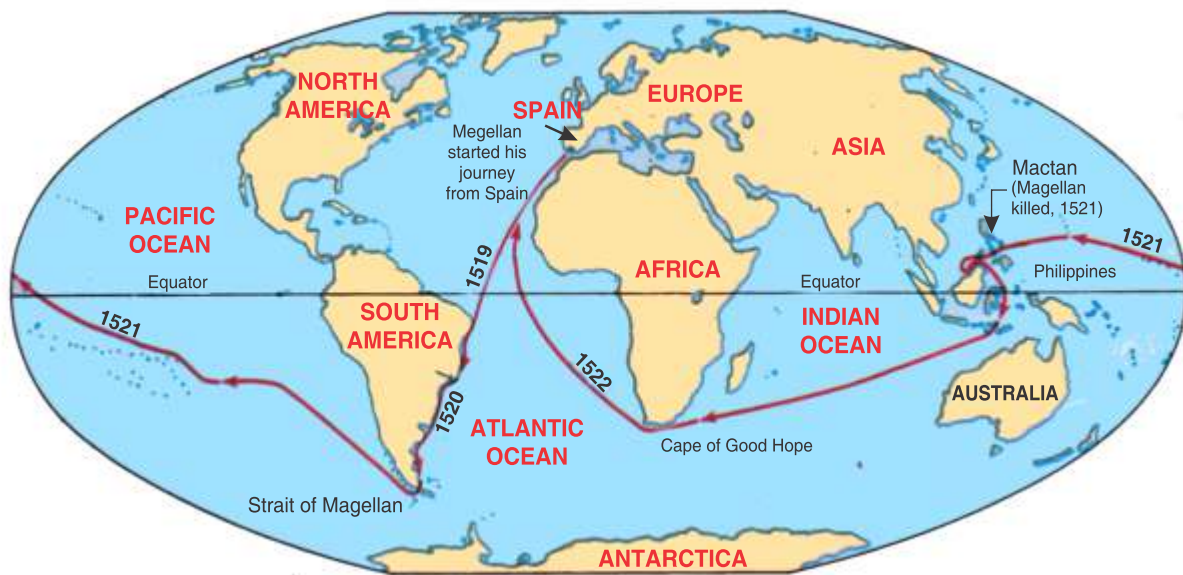 NORTH
AMERICA
SPAIN
EUROPE
Megellan
started his
journey
from Spain
ASIA
Mactan
(Magellan
killed, 1521)
PACIFIC
OCEAN
1519
1521
Equator
AFRICA
Equator
Philippines
SOUTH
AMERICA
INDIAN
OCEAN
1521
1522
1520
AUSTRALIA
ATLANTIC
OCEAN
Cape of Good Hope
Strait of Magellan
ANTARCTICA